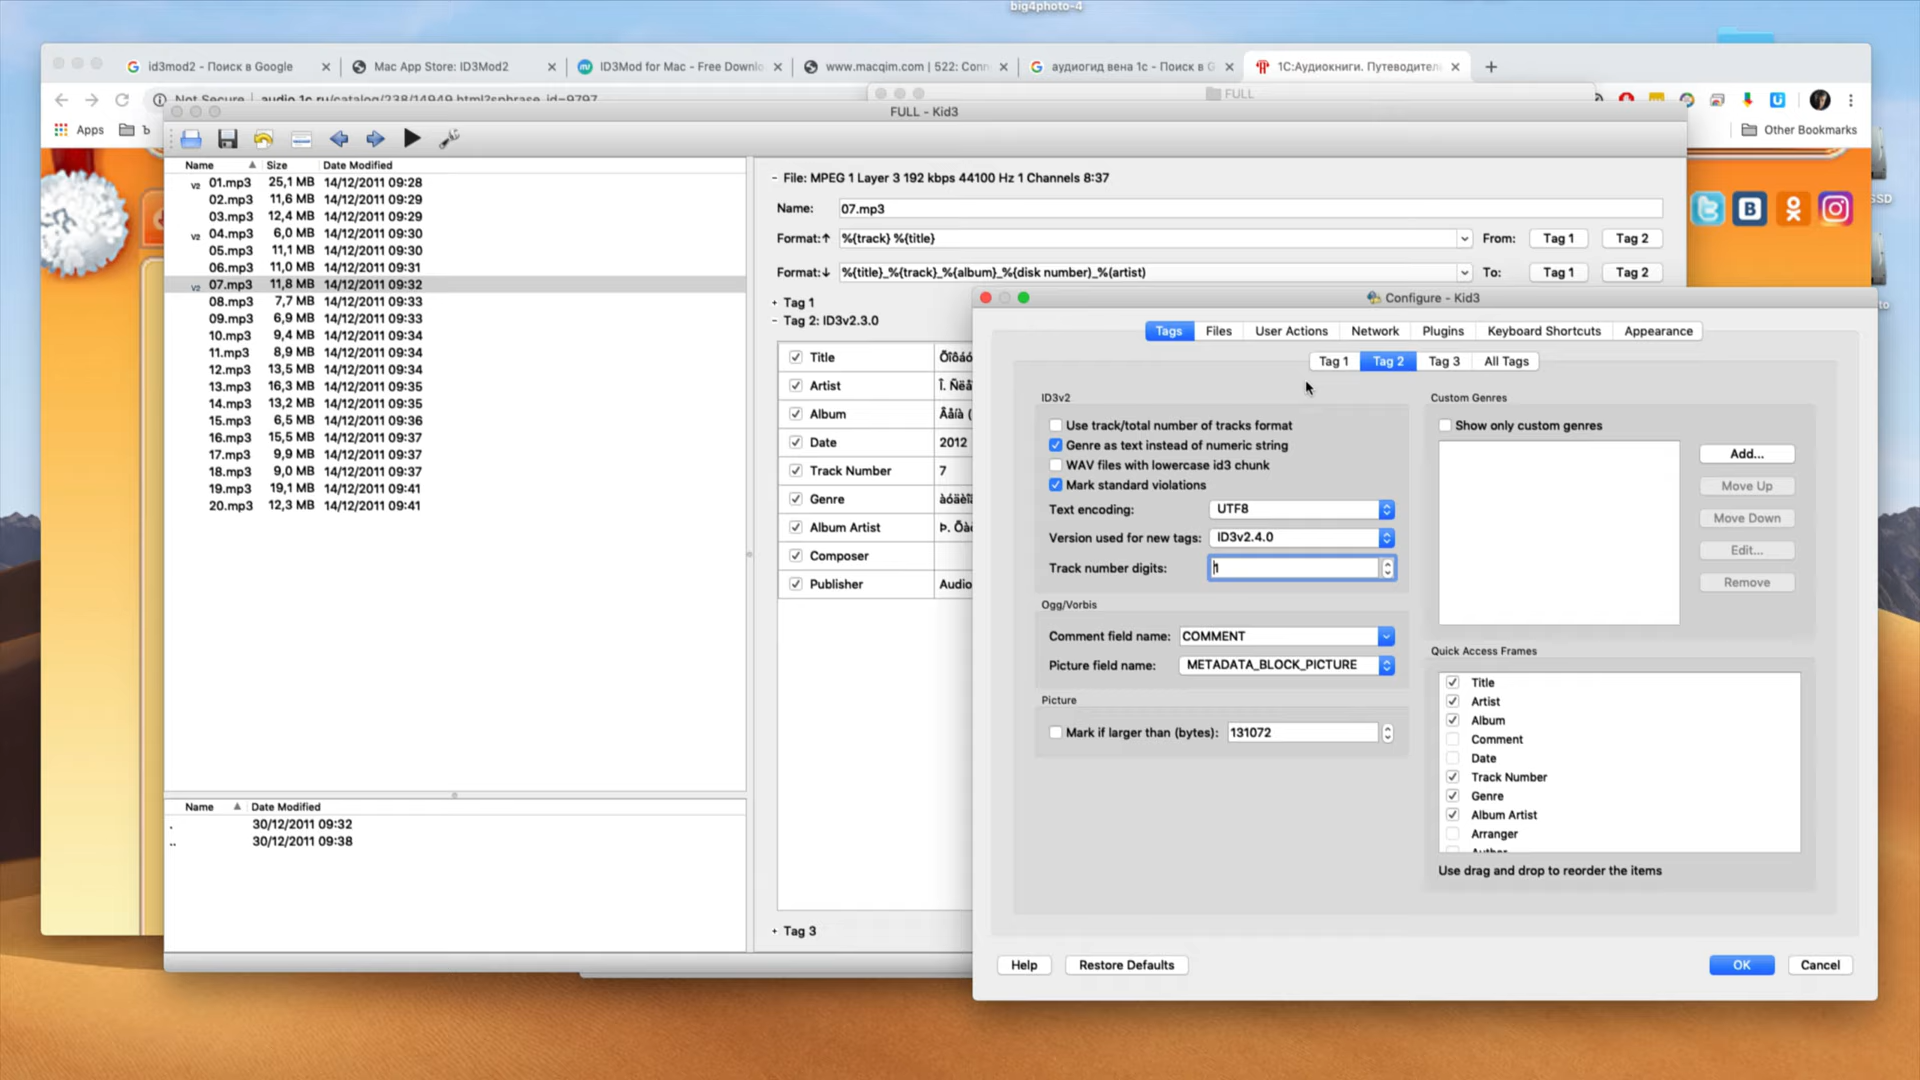 big4photo-4
id3mod2 - Поиск в Google
Mac App Store: ID3Mod2
ID3Mod for Mac - Free Downlo
www.macqim.com | 522: Conn
аудиогид вена 1с - Поиск в G
1С:Аудиокниги. Путеводитель
Not Secure
audio.1c.ru/catalog/238/14949.html?sphrase_id=9797
FULL
Apps
Other Bookmarks
FULL - Kid3
Name
Size
Date Modified
V2 01.mp3 25,1 MB 14/12/2011 09:28
02.mp3 11,6 MB 14/12/2011 09:29
03.mp3 12,4 MB 14/12/2011 09:29
V2 04.mp3 6,0 MB 14/12/2011 09:30
05.mp3 11,1 MB 14/12/2011 09:30
06.mp3 11,0 MB 14/12/2011 09:31
V2 07.mp3 11,8 MB 14/12/2011 09:32
08.mp3 7,7 MB 14/12/2011 09:33
09.mp3 6,9 MB 14/12/2011 09:33
10.mp3 9,4 MB 14/12/2011 09:34
11.mp3 8,9 MB 14/12/2011 09:34
12.mp3 13,5 MB 14/12/2011 09:34
13.mp3 16,3 MB 14/12/2011 09:35
14.mp3 13,2 MB 14/12/2011 09:35
15.mp3 6,5 MB 14/12/2011 09:36
16.mp3 15,5 MB 14/12/2011 09:37
17.mp3 9,9 MB 14/12/2011 09:37
18.mp3 9,0 MB 14/12/2011 09:37
19.mp3 19,1 MB 14/12/2011 09:41
20.mp3 12,3 MB 14/12/2011 09:41
Name
Date Modified
. 30/12/2011 09:32
.. 30/12/2011 09:38
- File: MPEG 1 Layer 3 192 kbps 44100 Hz 1 Channels 8:37
Name: 07.mp3
Format:↑ %{track} %{title} From: Tag 1 Tag 2
Format:↓ %{title}_%{track}_%{album}_%{disk number}_%{artist} To: Tag 1 Tag 2
+ Tag 1
- Tag 2: ID3v2.3.0
Title
Artist
Album
Date 2012
Track Number 7
Genre
Album Artist
Composer
Publisher Audio
+ Tag 3
Configure - Kid3
Tags Files User Actions Network Plugins Keyboard Shortcuts Appearance
Tag 1 Tag 2 Tag 3 All Tags
ID3v2
Use track/total number of tracks format
Genre as text instead of numeric string
WAV files with lowercase id3 chunk
Mark standard violations
Text encoding: UTF8
Version used for new tags: ID3v2.4.0
Track number digits: 1
Ogg/Vorbis
Comment field name: COMMENT
Picture field name: METADATA_BLOCK_PICTURE
Picture
Mark if larger than (bytes): 131072
Custom Genres
Show only custom genres
Add...
Move Up
Move Down
Edit...
Remove
Quick Access Frames
Title
Artist
Album
Comment
Date
Track Number
Genre
Album Artist
Arranger
Use drag and drop to reorder the items
Help
Restore Defaults
OK
Cancel